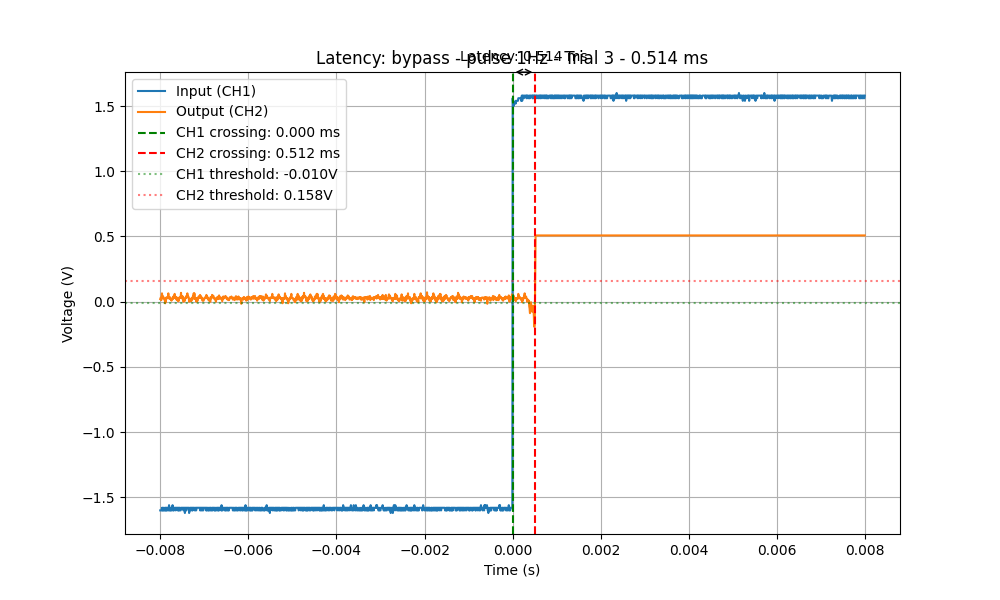 Latency: 0.514 ms
Latency: bypass - pulse 1Hz - Trial 3 - 0.514 ms
Input (CH1)
Output (CH2)
CH1 crossing: 0.000 ms
CH2 crossing: 0.512 ms
CH1 threshold: -0.010V
CH2 threshold: 0.158V
1.5
1.0
0.5
0.0
−0.5
−1.0
−1.5
Voltage (V)
−0.008 −0.006 −0.004 −0.002 0.000 0.002 0.004 0.006 0.008
Time (s)